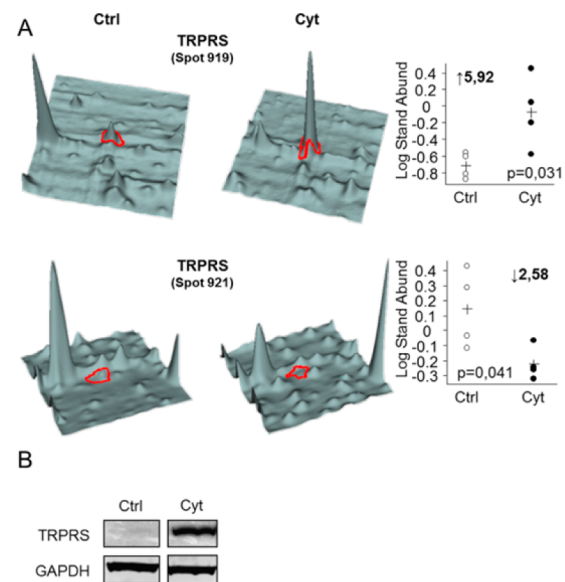 A
Ctrl
Cyt
TRPRS
(Spot 919)
Log Stand Abund
0.4
0.2
0
-0.2
-0.4
-0.6
-0.8
↑5,92
p=0,031
Ctrl
Cyt
TRPRS
(Spot 921)
Log Stand Abund
0.4
0.3
0.2
0.1
0
-0.1
-0.2
-0.3
↓2,58
p=0,041
Ctrl
Cyt
B
Ctrl
Cyt
TRPRS
GAPDH